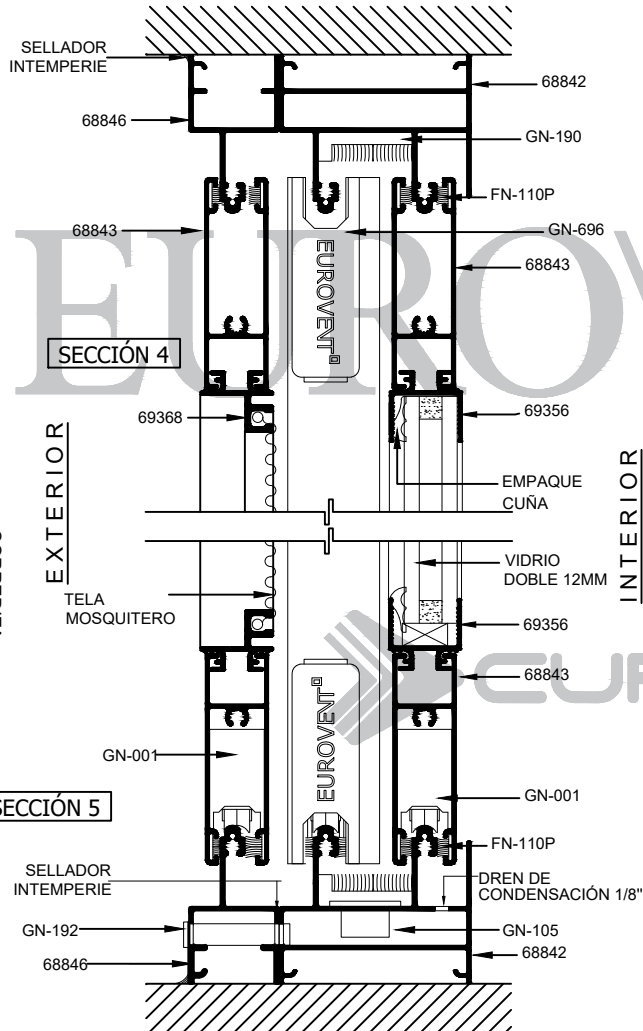 SELLADOR
INTEMPERIE
68842
68846
GN-190
FN-110P
68843
GN-696
EUROV
68843
EUROVENT
SECCIÓN 4
69368
69356
EXTERIOR
EMPAQUE
CUÑA
INTERIOR
VIDRIO
DOBLE 12MM
TELA
MOSQUITERO
69356
68843
EUROVENT
GN-001
GN-001
SECCIÓN 5
FN-110P
SELLADOR
INTEMPERIE
DREN DE
CONDENSACIÓN 1/8"
GN-192
GN-105
68846
68842